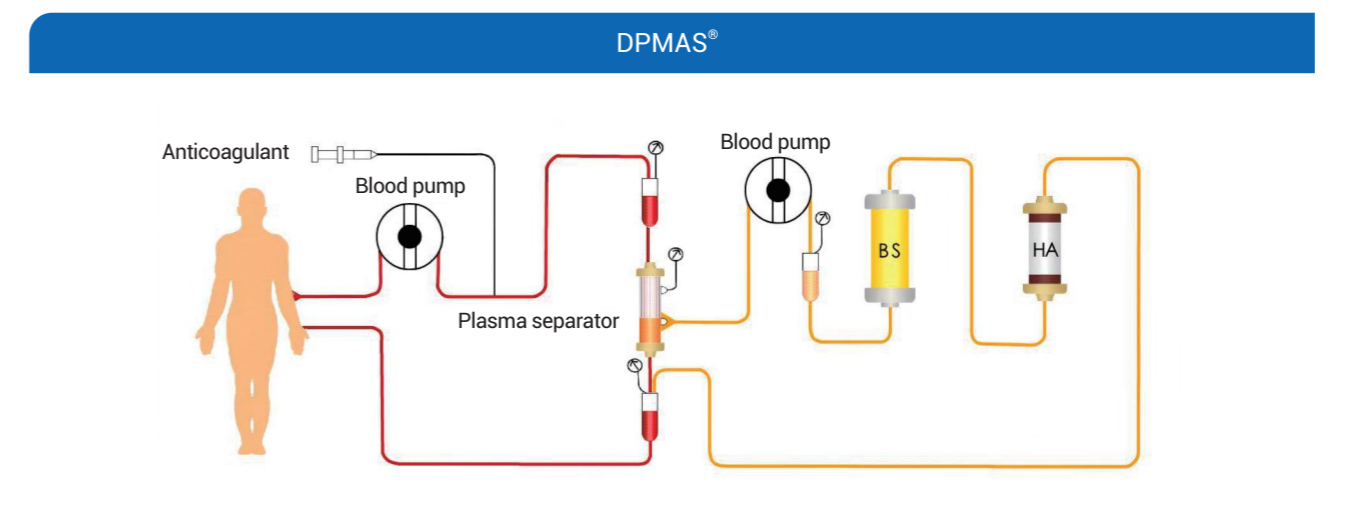 DPMAS®
Anticoagulant
Blood pump
Blood pump
Plasma separator
BS
HA